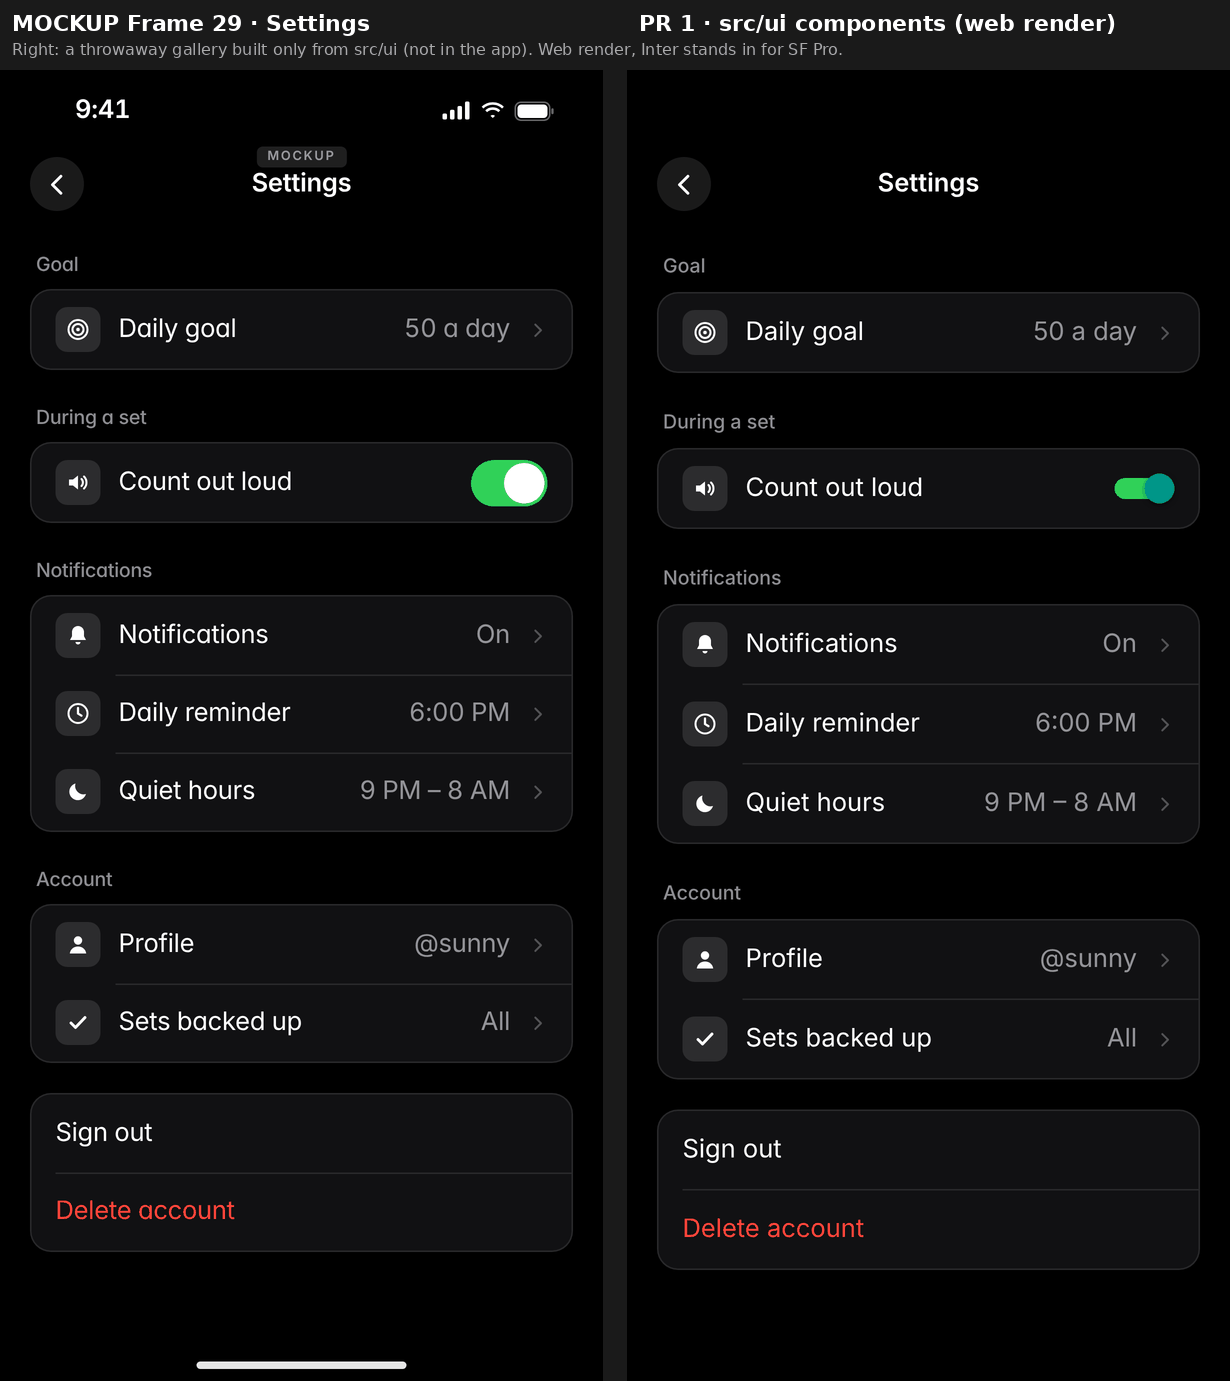 MOCKUP Frame 29 · Settings
PR 1 · src/ui components (web render)
Right: a throwaway gallery built only from src/ui (not in the app). Web render, Inter stands in for SF Pro.
9:41
MOCKUP
Settings
Goal
Daily goal 50 a day
During a set
Count out loud
Notifications
Notifications On
Daily reminder 6:00 PM
Quiet hours 9 PM – 8 AM
Account
Profile @sunny
Sets backed up All
Sign out
Delete account
Settings
Goal
Daily goal 50 a day
During a set
Count out loud
Notifications
Notifications On
Daily reminder 6:00 PM
Quiet hours 9 PM – 8 AM
Account
Profile @sunny
Sets backed up All
Sign out
Delete account